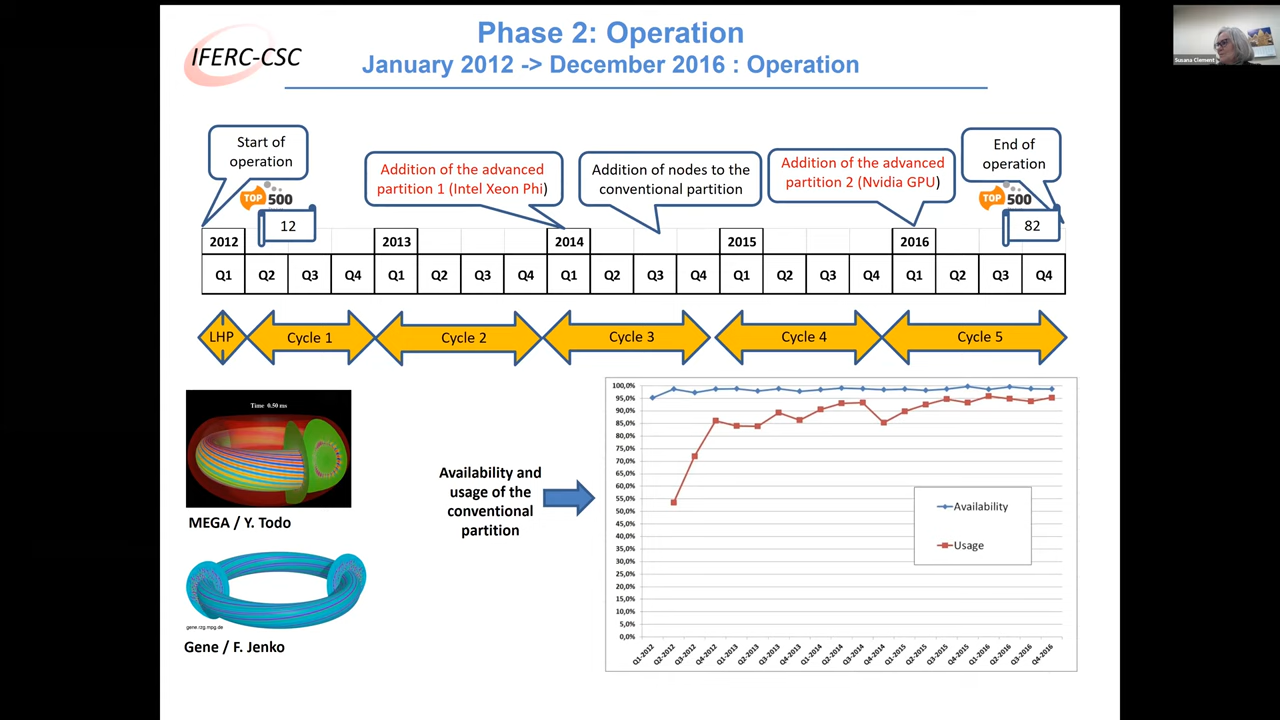 Phase 2: Operation
January 2012 -> December 2016 : Operation
IFERC-CSC
Susana Clement
Start of
operation
TOP 500
12
Addition of the advanced
partition 1 (Intel Xeon Phi)
Addition of nodes to the
conventional partition
Addition of the advanced
partition 2 (Nvidia GPU)
End of
operation
TOP 500
82
2012 2013 2014 2015 2016
Q1 Q2 Q3 Q4 Q1 Q2 Q3 Q4 Q1 Q2 Q3 Q4 Q1 Q2 Q3 Q4 Q1 Q2 Q3 Q4
LHP Cycle 1 Cycle 2 Cycle 3 Cycle 4 Cycle 5
Time 0.50 ms
MEGA / Y. Todo
gene.rzg.mpg.de
Gene / F. Jenko
Availability and
usage of the
conventional
partition
100,0%
95,0%
90,0%
85,0%
80,0%
75,0%
70,0%
65,0%
60,0%
55,0%
50,0%
45,0%
40,0%
35,0%
30,0%
25,0%
20,0%
15,0%
10,0%
5,0%
0,0%
Availability
Usage
Q1-2012 Q2-2012 Q3-2012 Q4-2012 Q1-2013 Q2-2013 Q3-2013 Q4-2013 Q1-2014 Q2-2014 Q3-2014 Q4-2014 Q1-2015 Q2-2015 Q3-2015 Q4-2015 Q1-2016 Q2-2016 Q3-2016 Q4-2016